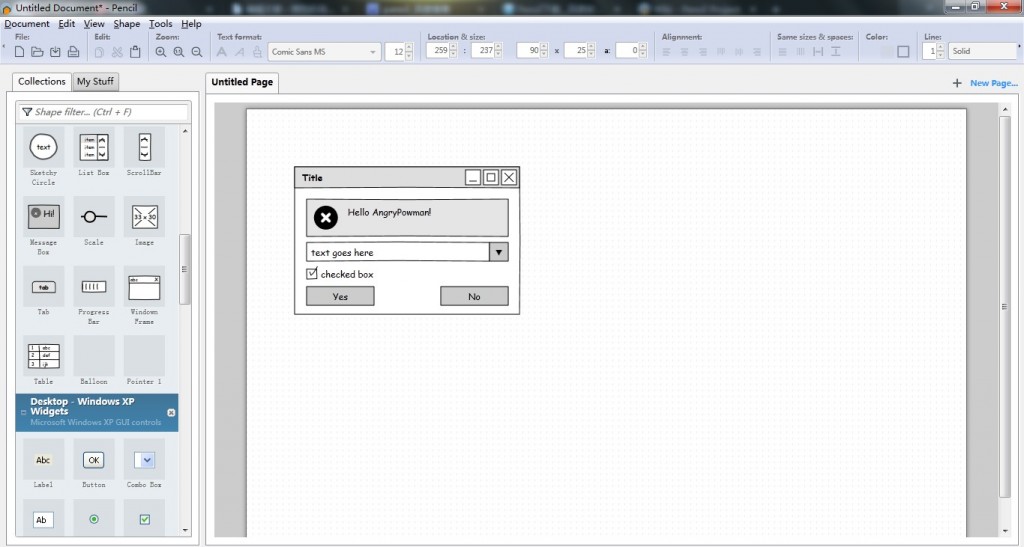 Untitled Document* - Pencil
Document Edit View Shape Tools Help
File: Edit: Zoom: Text format: Location & size: Alignment: Same sizes & spaces: Color: Line:
Comic Sans MS 12 259 : 237 90 x 25 a: 0 1 Solid
Collections My Stuff
Untitled Page
New Page...
Shape filter... (Ctrl + F)
text
item
item
item
Sketchy Circle
List Box
ScrollBar
Hi!
33 x 30
Message Box
Scale
Image
tab
abc X
Tab
Progress Bar
Window Frame
1 abc
2 def
3 ijk
Table
Balloon
Pointer 1
Desktop - Windows XP
Widgets
Microsoft Windows XP GUI controls
Abc
OK
Label
Button
Combo Box
Ab
Title
Hello AngryPowman!
text goes here
checked box
Yes
No